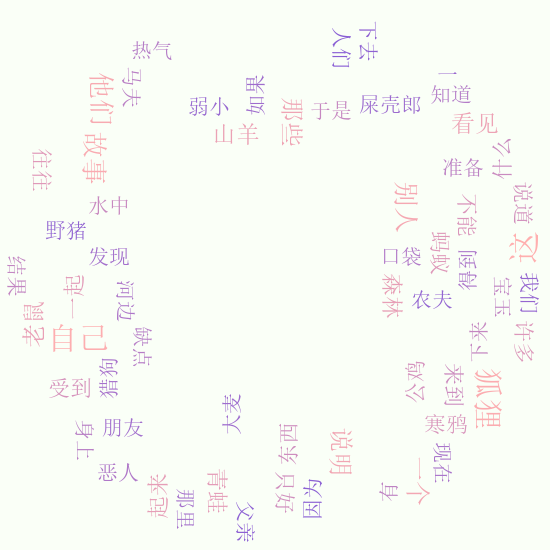 下去
人们
热气
马夫
他们
如果
弱小
山羊
那些
于是
屎壳郎
一
知道
看见
什么
准备
故事
往往
水中
野猪
发现
说道
别人
不能
这
蚂蚁
口袋
森林
农夫
宝玉
我们
许多
结果
一起
河边
老鼠
自己
缺点
下来
猎狗
受到
公鸡
来到
狐狸
大麦
寒鸦
身上
朋友
东西
说明
现在
恶人
起来
那里
青蛙
父亲
只好
因为
有
一个